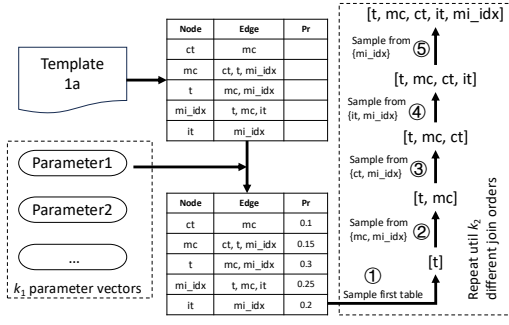 Template
1a
Node Edge Pr
ct mc
mc ct, t, mi_idx
t mc, mi_idx
mi_idx t, mc, it
it mi_idx
Parameter1
Parameter2
...
k1 parameter vectors
Node Edge Pr
ct mc 0.1
mc ct, t, mi_idx 0.15
t mc, mi_idx 0.3
mi_idx t, mc, it 0.25
it mi_idx 0.2
[t, mc, ct, it, mi_idx]
Sample from
{mi_idx}
⑤
[t, mc, ct, it]
Sample from
{it, mi_idx}
④
[t, mc, ct]
Sample from
{ct, mi_idx}
③
[t, mc]
Sample from
{mc, mi_idx}
②
[t]
①
Sample first table
Repeat util k2
different join orders